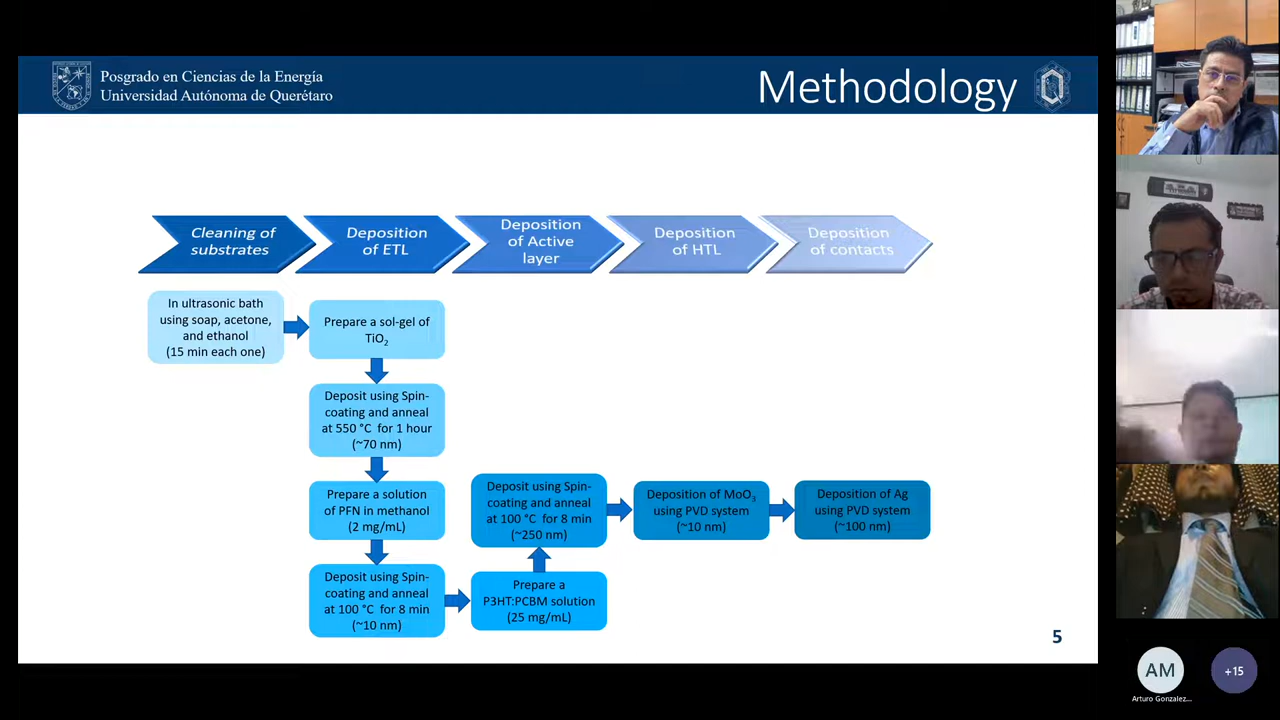 Posgrado en Ciencias de la Energía
Universidad Autónoma de Querétaro
Methodology
Cleaning of
substrates
Deposition
of ETL
Deposition
of Active
layer
Deposition
of HTL
Deposition
of contacts
In ultrasonic bath
using soap, acetone,
and ethanol
(15 min each one)
Prepare a sol-gel of
TiO₂
Deposit using Spin-
coating and anneal
at 550 °C for 1 hour
(~70 nm)
Prepare a solution
of PFN in methanol
(2 mg/mL)
Deposit using Spin-
coating and anneal
at 100 °C for 8 min
(~10 nm)
Prepare a
P3HT:PCBM solution
(25 mg/mL)
Deposit using Spin-
coating and anneal
at 100 °C for 8 min
(~250 nm)
Deposition of MoO₃
using PVD system
(~10 nm)
Deposition of Ag
using PVD system
(~100 nm)
5
AM
Arturo Gonzalez...
+15